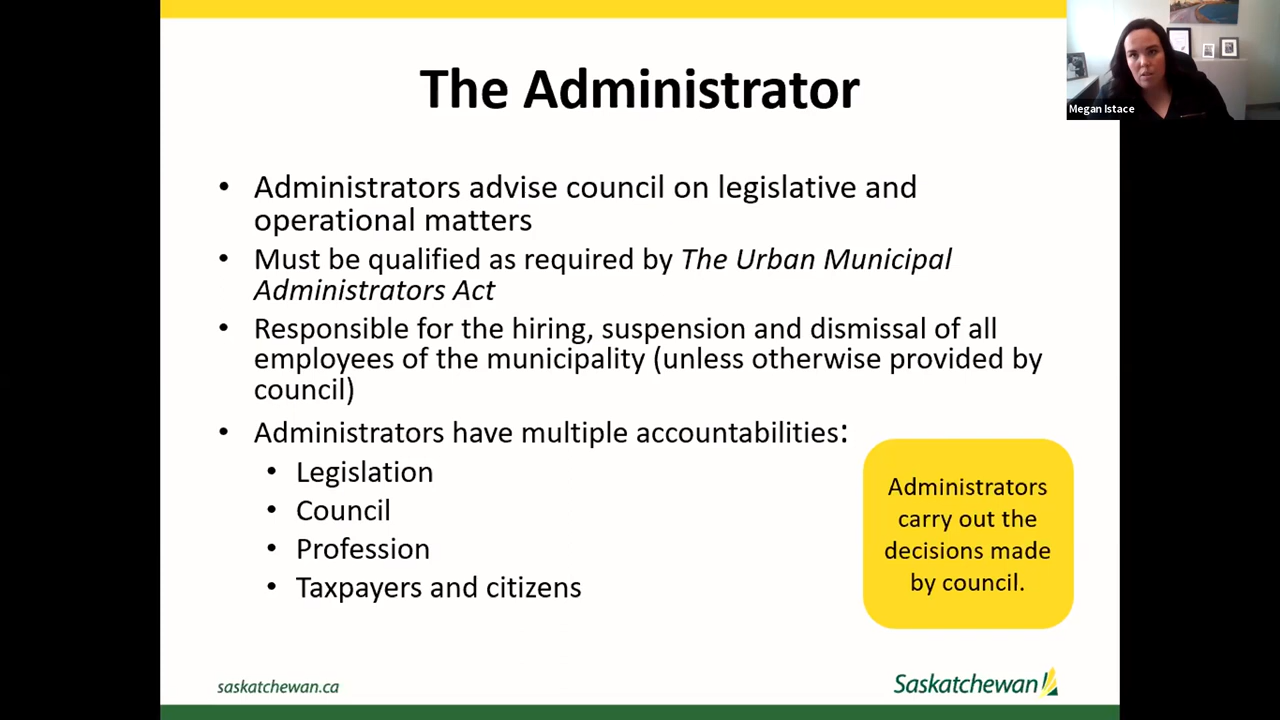 The Administrator
Megan Istace
• Administrators advise council on legislative and
operational matters
• Must be qualified as required by The Urban Municipal
Administrators Act
• Responsible for the hiring, suspension and dismissal of all
employees of the municipality (unless otherwise provided by
council)
• Administrators have multiple accountabilities:
• Legislation
• Council
• Profession
• Taxpayers and citizens
Administrators
carry out the
decisions made
by council.
saskatchewan.ca
Saskatchewan